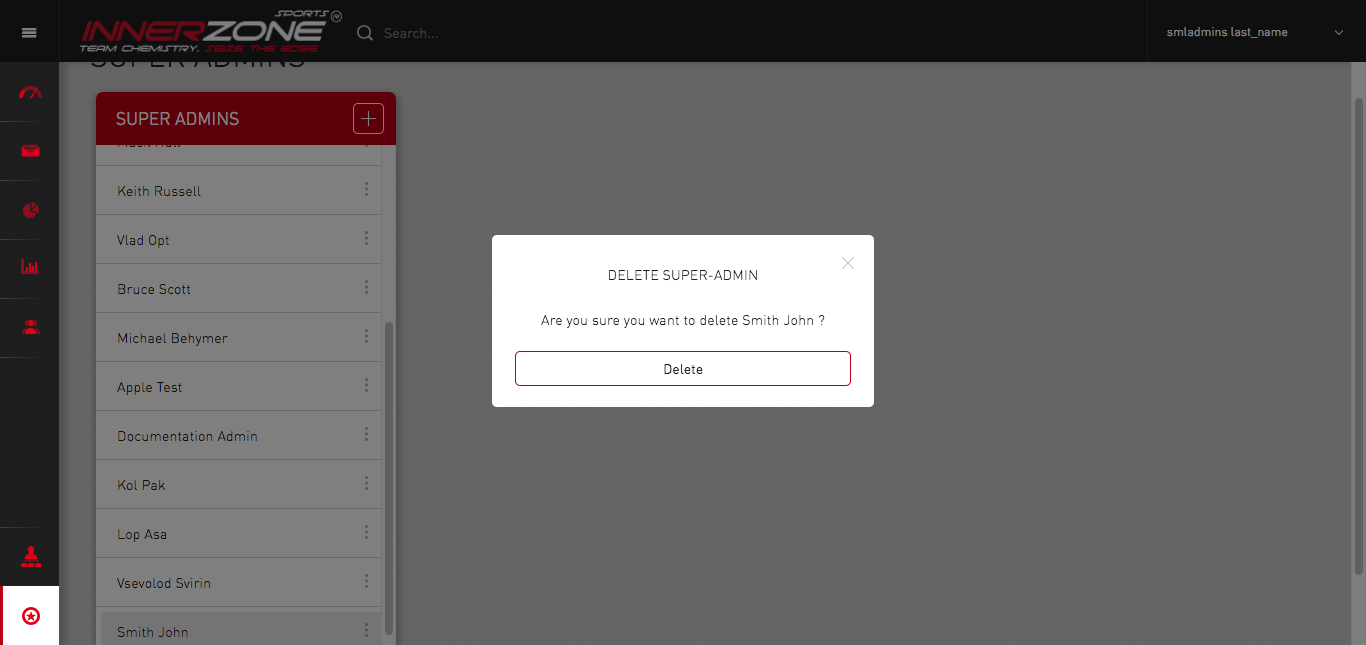 SPORTS
INNERZONE
TEAM CHEMISTRY. SEIZE THE EDGE
Search...
smladmins last_name
SUPER ADMINS
SUPER ADMINS
Mack Hall
Keith Russell
Vlad Opt
Bruce Scott
Michael Behymer
Apple Test
Documentation Admin
Kol Pak
Lop Asa
Vsevolod Svirin
Smith John
DELETE SUPER-ADMIN
Are you sure you want to delete Smith John ?
Delete